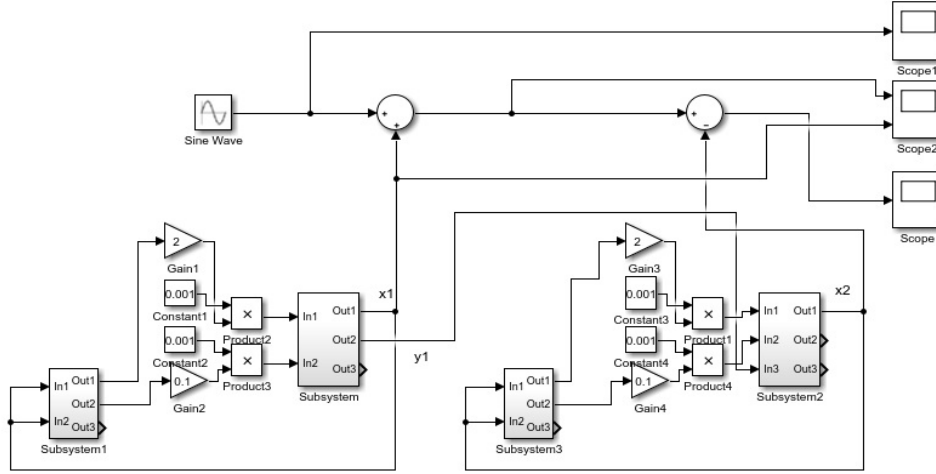 Scope1
+
+
+
−
Sine Wave
Scope2
Scope
2
Gain1
0.001
Constant1
×
Product2
0.001
Constant2
×
Product3
0.1
Gain2
In1
In2
Out1
Out2
Out3
Subsystem
x1
y1
In1
In2
Out1
Out2
Out3
Subsystem1
2
Gain3
0.001
Constant3
×
Product1
0.001
Constant4
×
Product4
0.1
Gain4
In1
In2
In3
Out1
Out2
Out3
Subsystem2
x2
In1
In2
Out1
Out2
Out3
Subsystem3